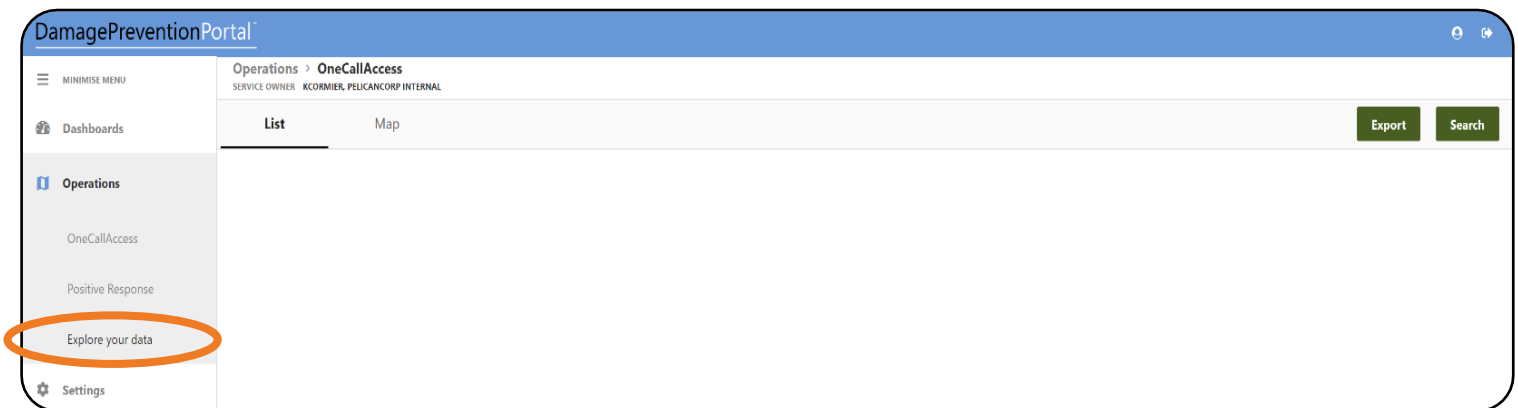 DamagePreventionPortal™
MINIMISE MENU
Operations > OneCallAccess
SERVICE OWNER KCORMIER, PELICANCORP INTERNAL
Dashboards
List Map Export Search
Operations
OneCallAccess
Positive Response
Explore your data
Settings